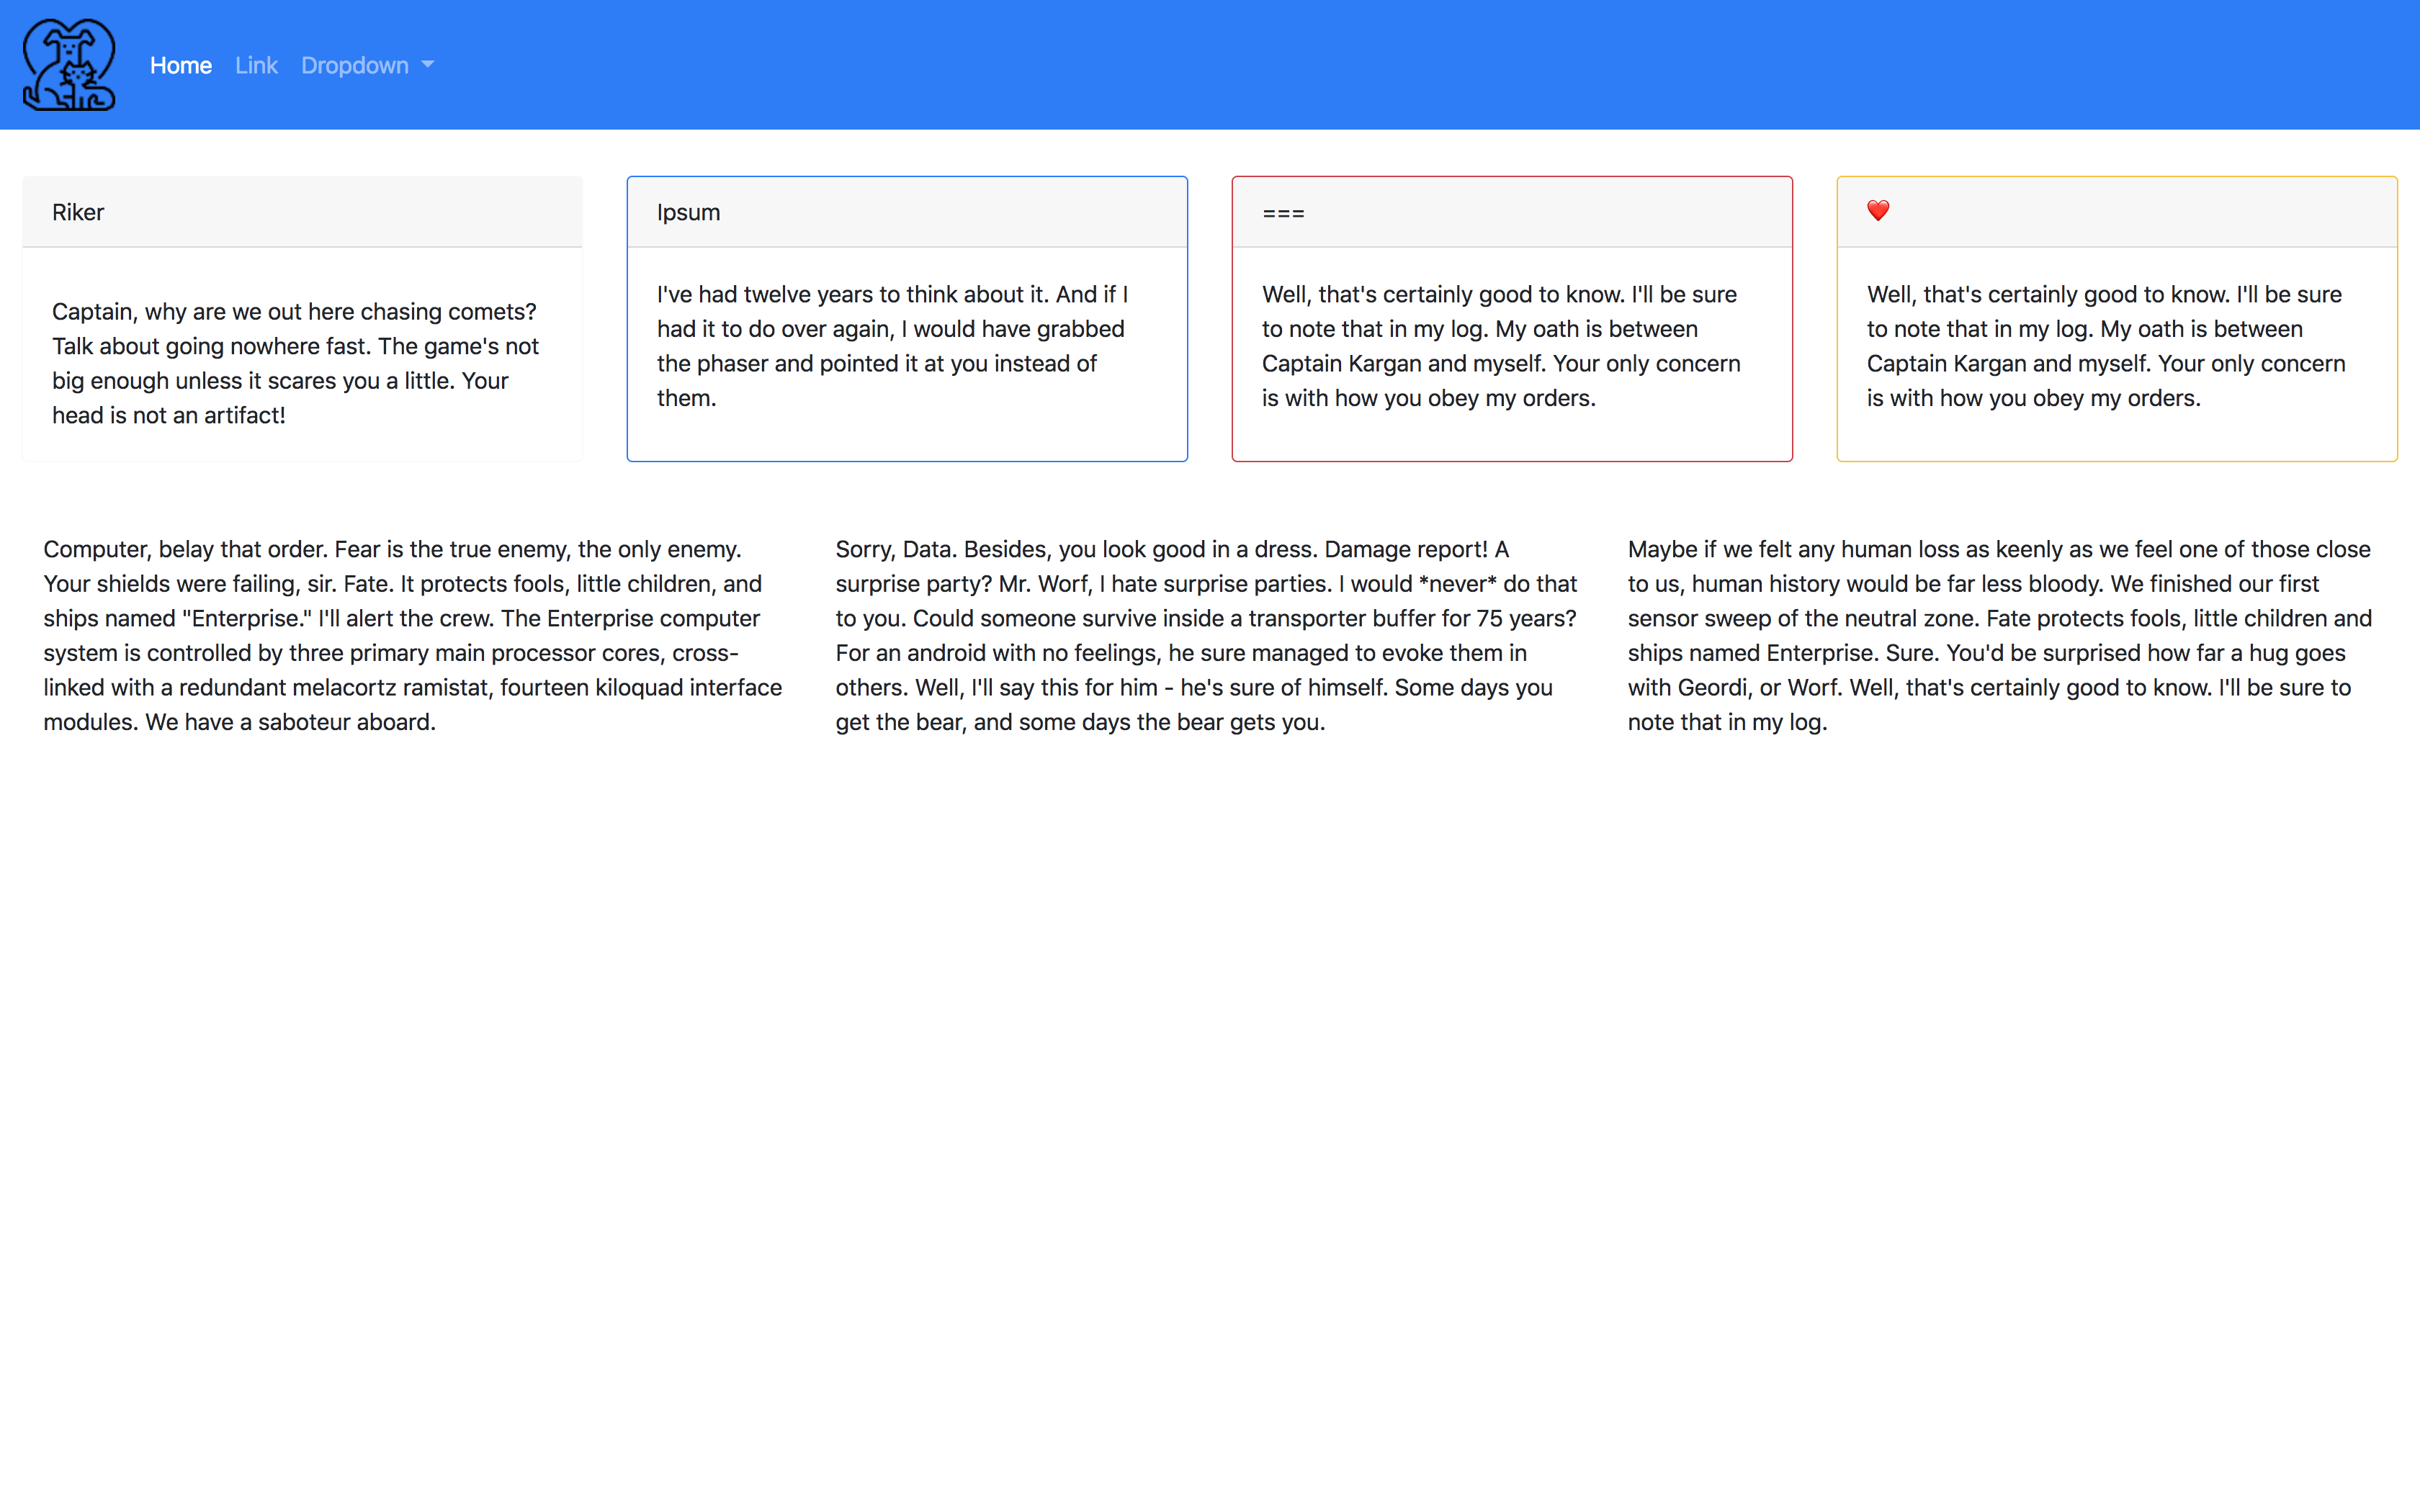 Home Link Dropdown
Riker
Captain, why are we out here chasing comets?
Talk about going nowhere fast. The game's not
big enough unless it scares you a little. Your
head is not an artifact!
Ipsum
I've had twelve years to think about it. And if I
had it to do over again, I would have grabbed
the phaser and pointed it at you instead of
them.
===
Well, that's certainly good to know. I'll be sure
to note that in my log. My oath is between
Captain Kargan and myself. Your only concern
is with how you obey my orders.
❤️
Well, that's certainly good to know. I'll be sure
to note that in my log. My oath is between
Captain Kargan and myself. Your only concern
is with how you obey my orders.
Computer, belay that order. Fear is the true enemy, the only enemy.
Your shields were failing, sir. Fate. It protects fools, little children, and
ships named "Enterprise." I'll alert the crew. The Enterprise computer
system is controlled by three primary main processor cores, cross-
linked with a redundant melacortz ramistat, fourteen kiloquad interface
modules. We have a saboteur aboard.
Sorry, Data. Besides, you look good in a dress. Damage report! A
surprise party? Mr. Worf, I hate surprise parties. I would *never* do that
to you. Could someone survive inside a transporter buffer for 75 years?
For an android with no feelings, he sure managed to evoke them in
others. Well, I'll say this for him - he's sure of himself. Some days you
get the bear, and some days the bear gets you.
Maybe if we felt any human loss as keenly as we feel one of those close
to us, human history would be far less bloody. We finished our first
sensor sweep of the neutral zone. Fate protects fools, little children and
ships named Enterprise. Sure. You'd be surprised how far a hug goes
with Geordi, or Worf. Well, that's certainly good to know. I'll be sure to
note that in my log.